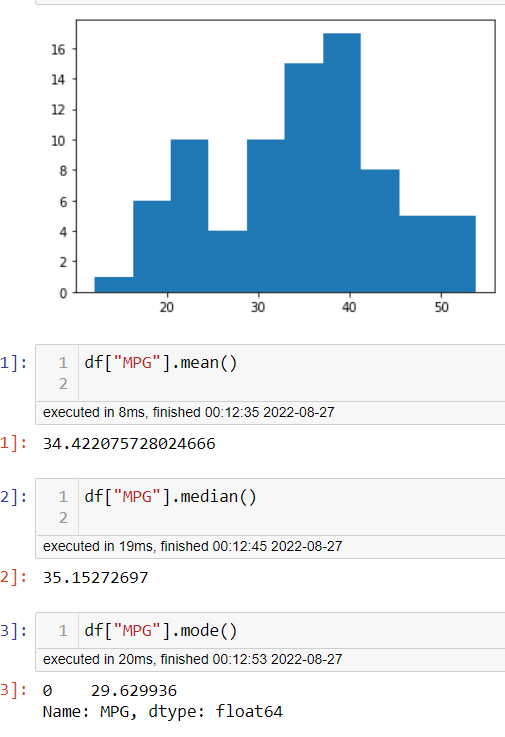 16
14
12
10
8
6
4
2
0
20 30 40 50
1]: 1 df["MPG"].mean()
2
executed in 8ms, finished 00:12:35 2022-08-27
1]: 34.422075728024666
2]: 1 df["MPG"].median()
2
executed in 19ms, finished 00:12:45 2022-08-27
2]: 35.15272697
3]: 1 df["MPG"].mode()
executed in 20ms, finished 00:12:53 2022-08-27
3]: 0 29.629936
Name: MPG, dtype: float64